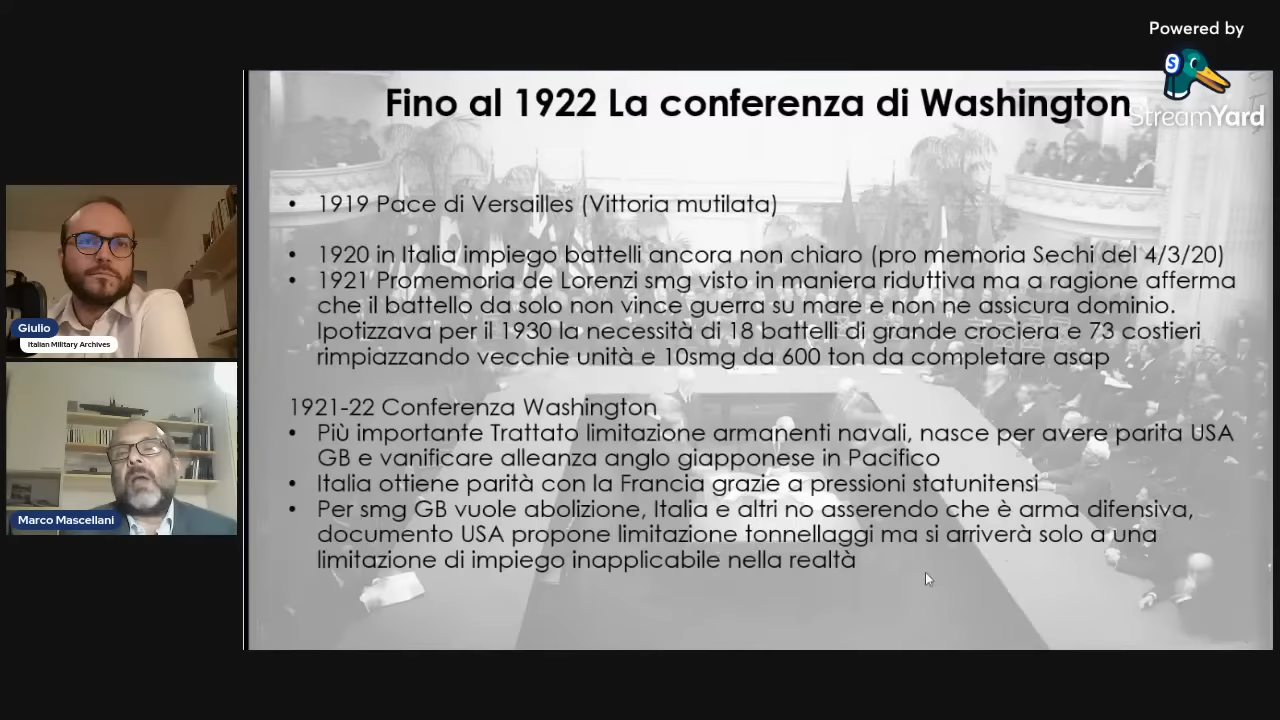 Powered by
StreamYard
Fino al 1922 La conferenza di Washington
• 1919 Pace di Versailles (Vittoria mutilata)
• 1920 in Italia impiego battelli ancora non chiaro (pro memoria Sechi del 4/3/20)
• 1921 Promemoria de Lorenzi smg visto in maniera riduttiva ma a ragione afferma
che il battello da solo non vince guerra su mare e non ne assicura dominio.
Ipotizzava per il 1930 la necessità di 18 battelli di grande crociera e 73 costieri
rimpiazzando vecchie unità e 10smg da 600 ton da completare asap
1921-22 Conferenza Washington
• Più importante Trattato limitazione armanenti navali, nasce per avere parita USA
GB e vanificare alleanza anglo giapponese in Pacifico
• Italia ottiene parità con la Francia grazie a pressioni statunitensi
• Per smg GB vuole abolizione, Italia e altri no asserendo che è arma difensiva,
documento USA propone limitazione tonnellaggi ma si arriverà solo a una
limitazione di impiego inapplicabile nella realtà
Giulio
Italian Military Archives
Marco Mascellani